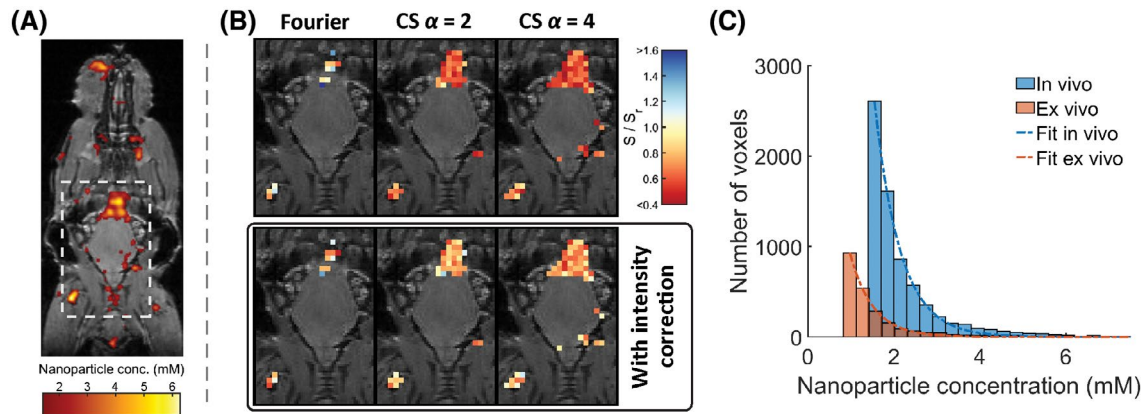 (A)
Nanoparticle conc. (mM)
2 3 4 5 6
(B)
Fourier CS α = 2 CS α = 4
>1.6
1.4
1.2
1.0
0.8
0.6
<0.4
S / Sr
With intensity
correction
(C)
3000
2000
1000
0
Number of voxels
In vivo
Ex vivo
Fit in vivo
Fit ex vivo
0 2 4 6
Nanoparticle concentration (mM)